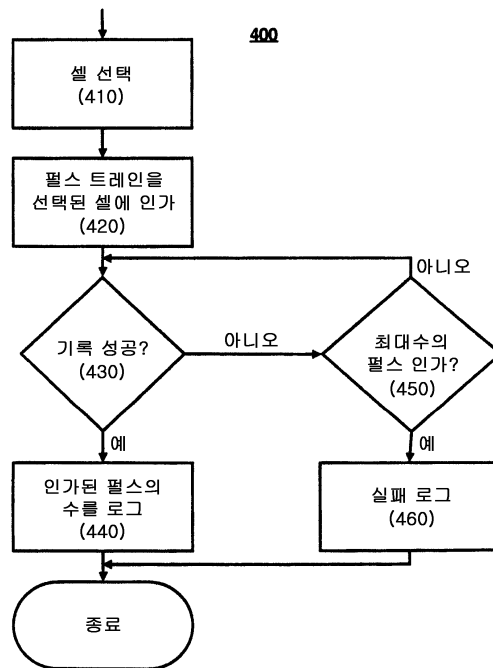 400
셀 선택
(410)
펄스 트레인을
선택된 셀에 인가
(420)
아니오
기록 성공?
(430)
아니오
최대수의
펄스 인가?
(450)
예
예
인가된 펄스의
수를 로그
(440)
실패 로그
(460)
종료